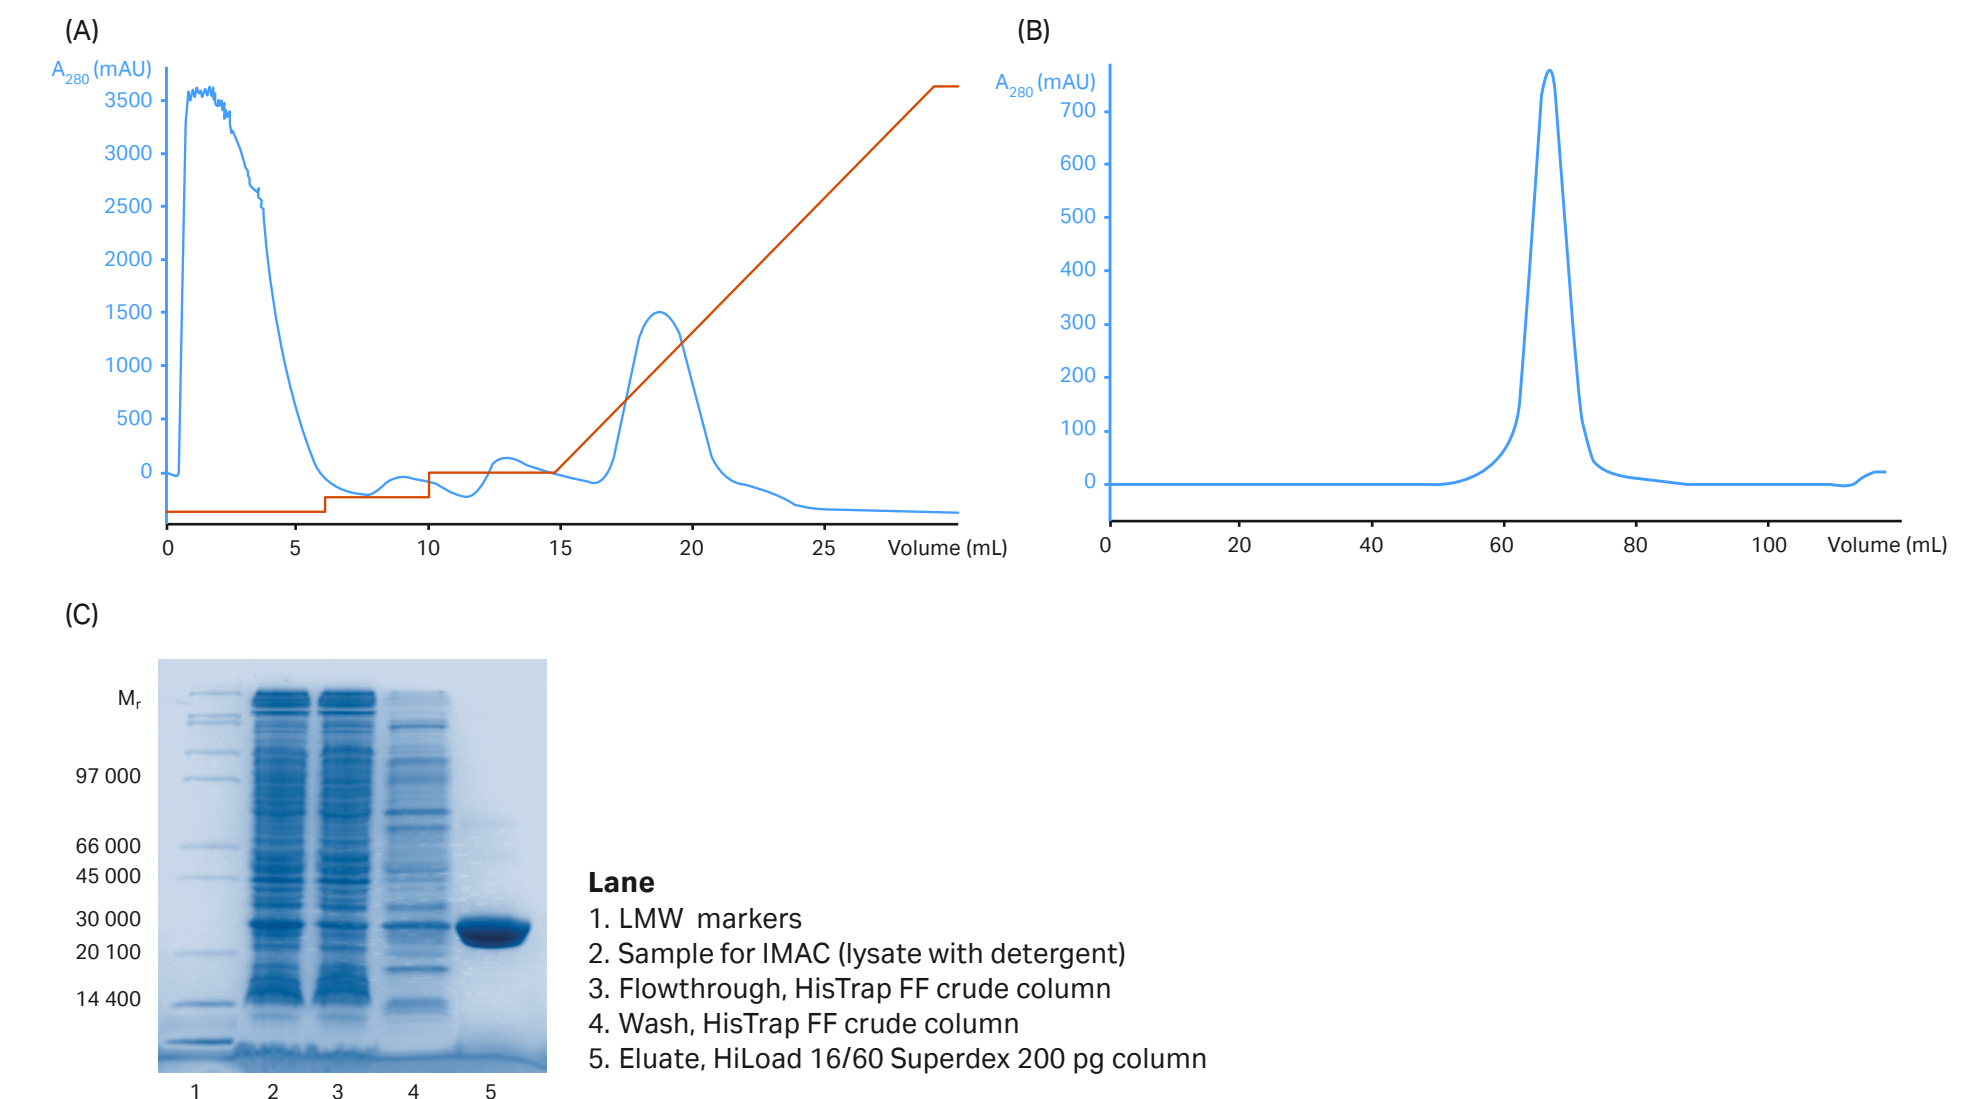 (A)
A280 (mAU)
3500
3000
2500
2000
1500
1000
500
0
0 5 10 15 20 25 Volume (mL)
(B)
A280 (mAU)
700
600
500
400
300
200
100
0
0 20 40 60 80 100 Volume (mL)
(C)
Mr
97 000
66 000
45 000
30 000
20 100
14 400
1 2 3 4 5
Lane
1. LMW markers
2. Sample for IMAC (lysate with detergent)
3. Flowthrough, HisTrap FF crude column
4. Wash, HisTrap FF crude column
5. Eluate, HiLoad 16/60 Superdex 200 pg column